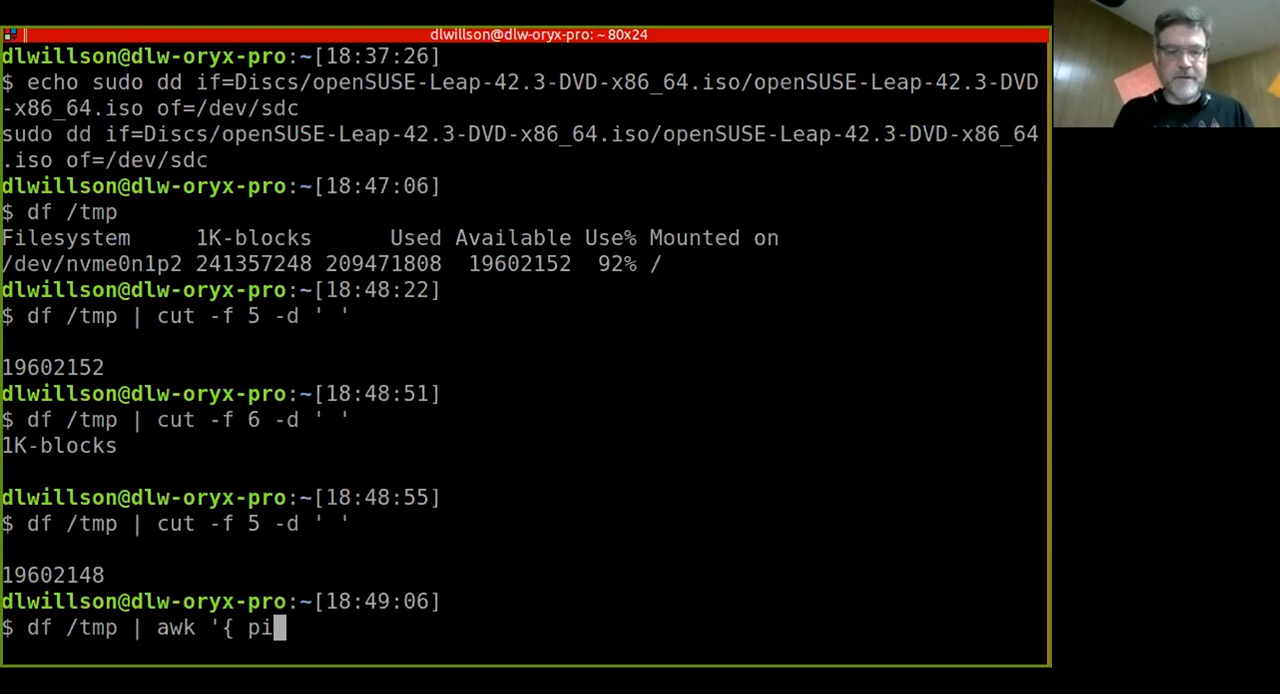 dlwillson@dlw-oryx-pro: ~ 80x24
dlwillson@dlw-oryx-pro:~[18:37:26]
$ echo sudo dd if=Discs/openSUSE-Leap-42.3-DVD-x86_64.iso/openSUSE-Leap-42.3-DVD
-x86_64.iso of=/dev/sdc
sudo dd if=Discs/openSUSE-Leap-42.3-DVD-x86_64.iso/openSUSE-Leap-42.3-DVD-x86_64
.iso of=/dev/sdc
dlwillson@dlw-oryx-pro:~[18:47:06]
$ df /tmp
Filesystem     1K-blocks      Used Available Use% Mounted on
/dev/nvme0n1p2 241357248 209471808  19602152  92% /
dlwillson@dlw-oryx-pro:~[18:48:22]
$ df /tmp | cut -f 5 -d ' '
19602152
dlwillson@dlw-oryx-pro:~[18:48:51]
$ df /tmp | cut -f 6 -d ' '
1K-blocks
dlwillson@dlw-oryx-pro:~[18:48:55]
$ df /tmp | cut -f 5 -d ' '
19602148
dlwillson@dlw-oryx-pro:~[18:49:06]
$ df /tmp | awk '{ pi